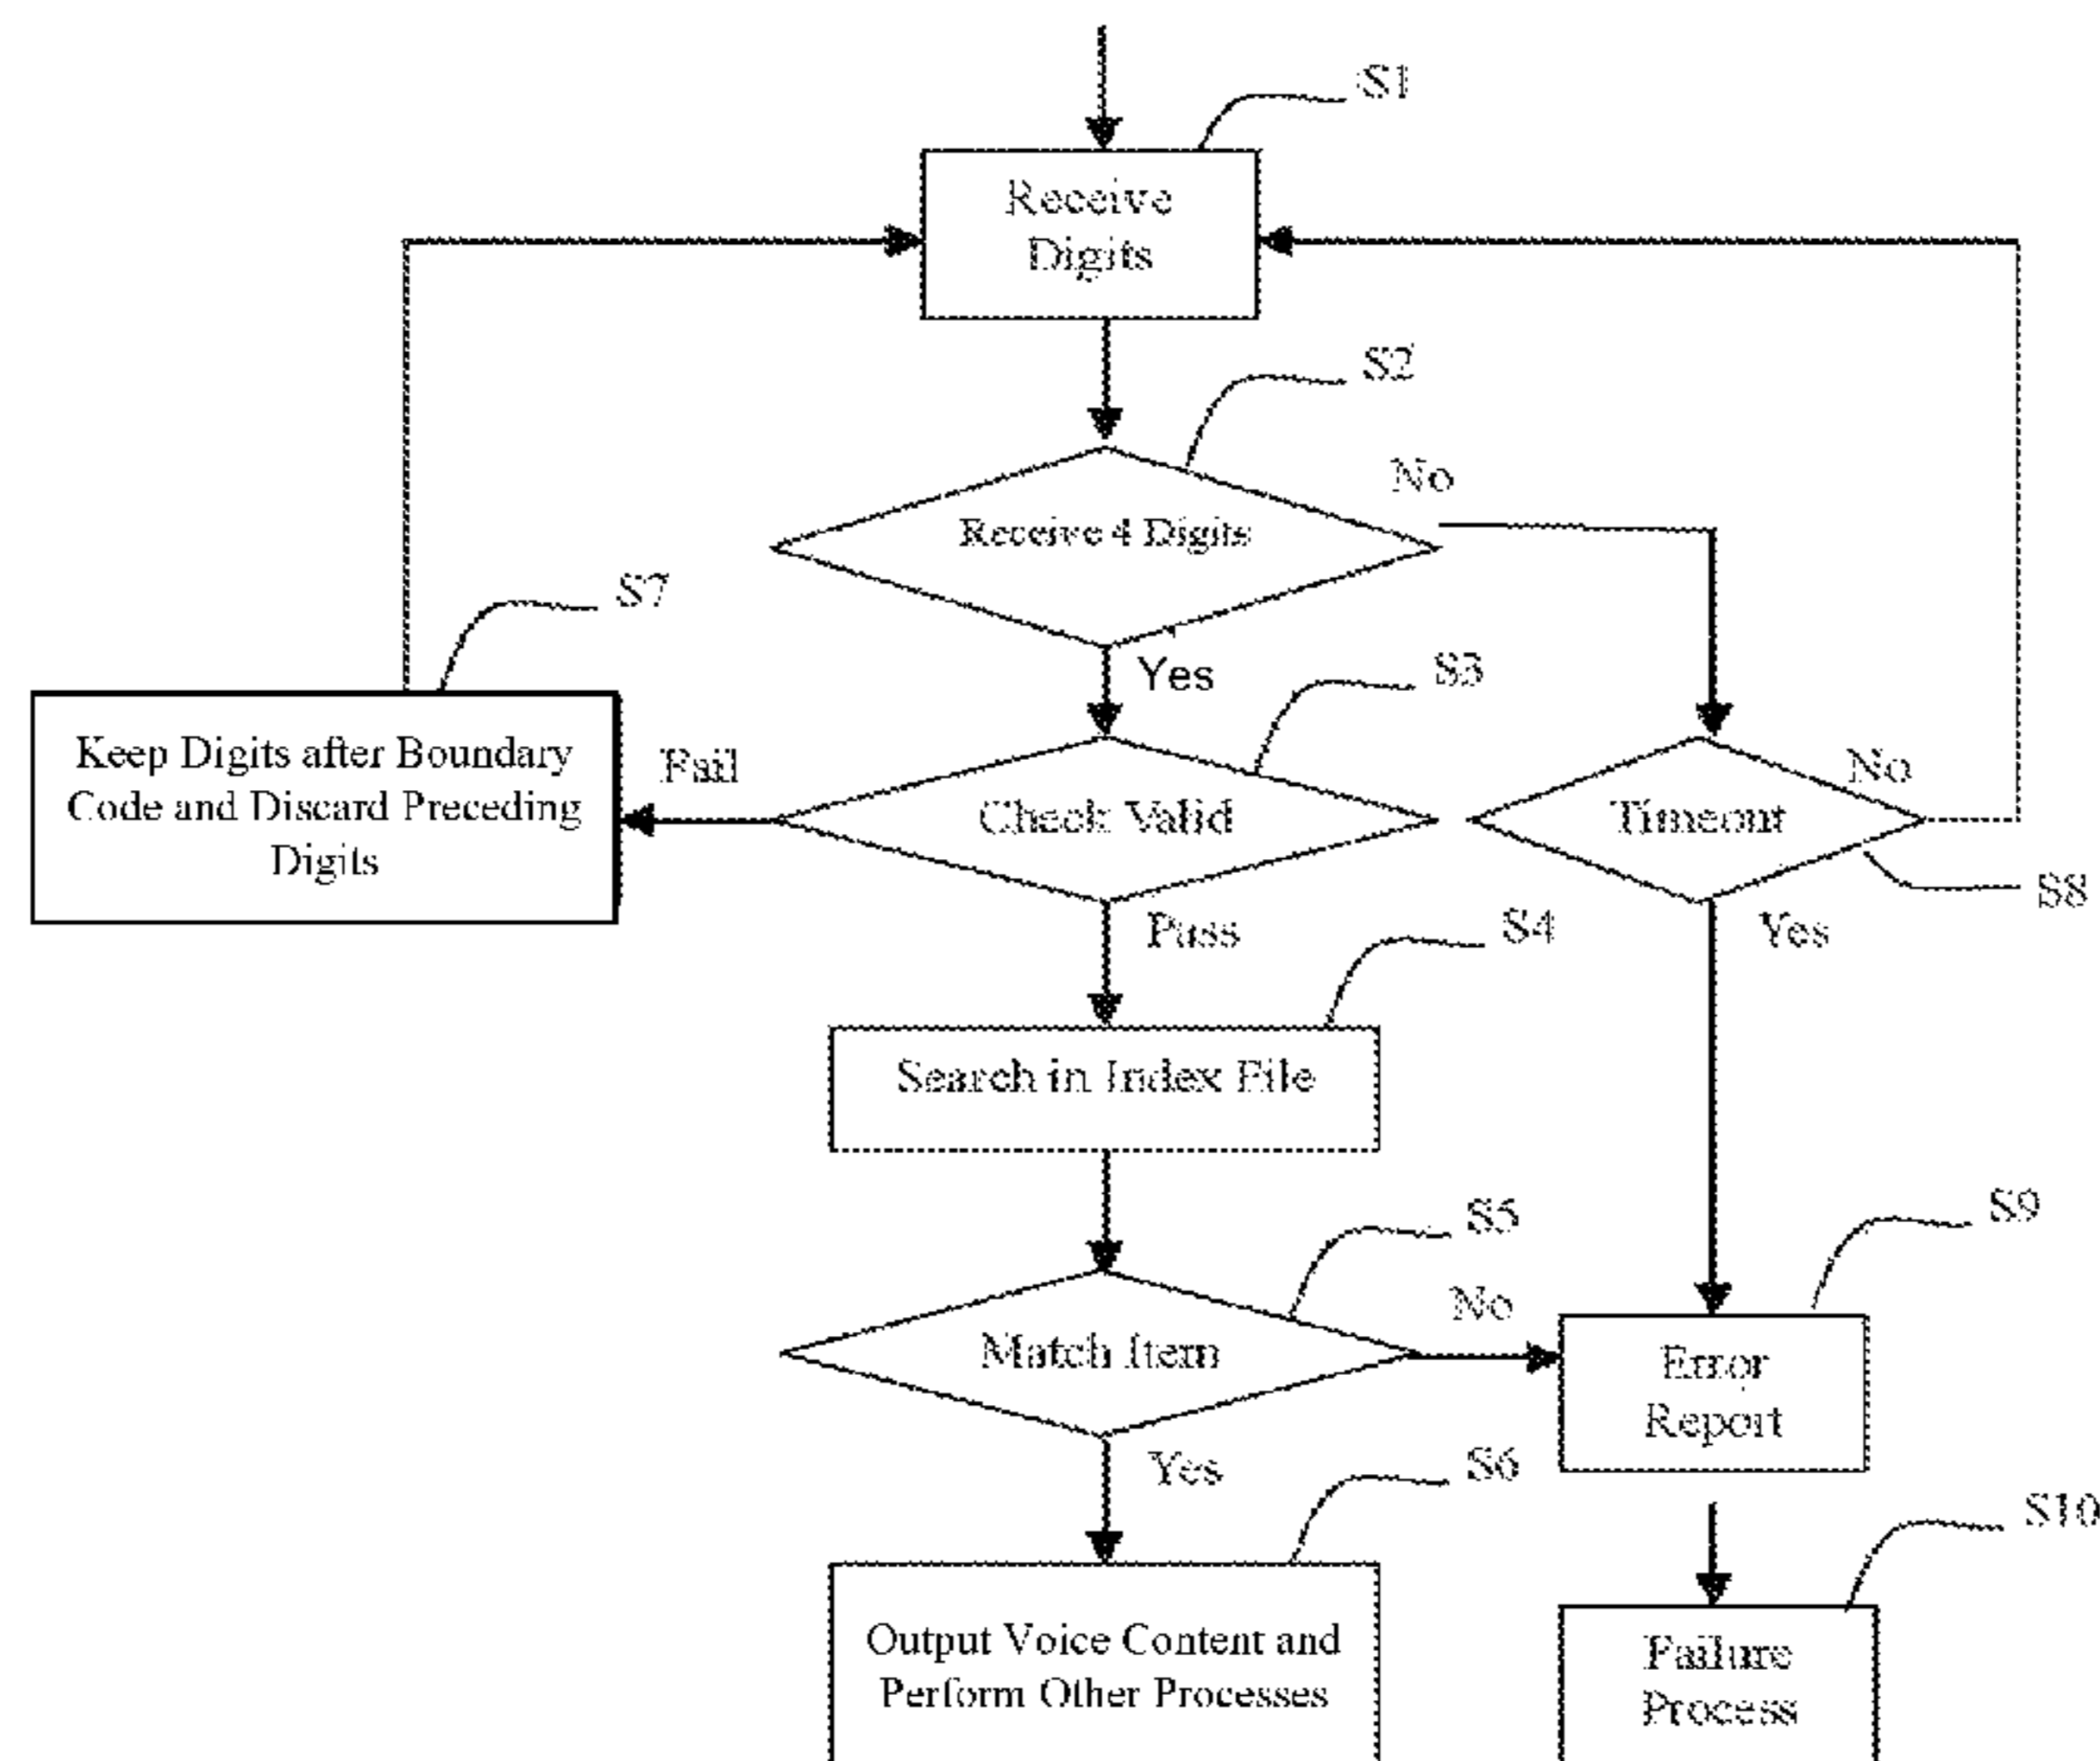 S1
Receive
Digits
S2
No
Receive 4 Digits
S7
Yes
S3
Keep Digits after Boundary
Code and Discard Preceding
Digits
Fail
Check Valid
Timeout
No
S8
Pass
Yes
S4
Search in Index File
S5
No
S9
Match Item
Error
Report
Yes
S6
S10
Output Voice Content and
Perform Other Processes
Failure
Process